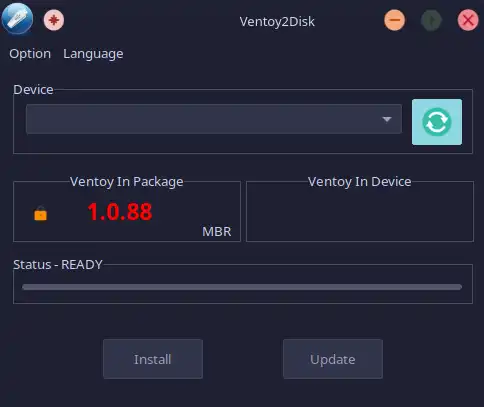 Ventoy2Disk
Option Language
Device
Ventoy In Package
Ventoy In Device
1.0.88
MBR
Status - READY
Install
Update